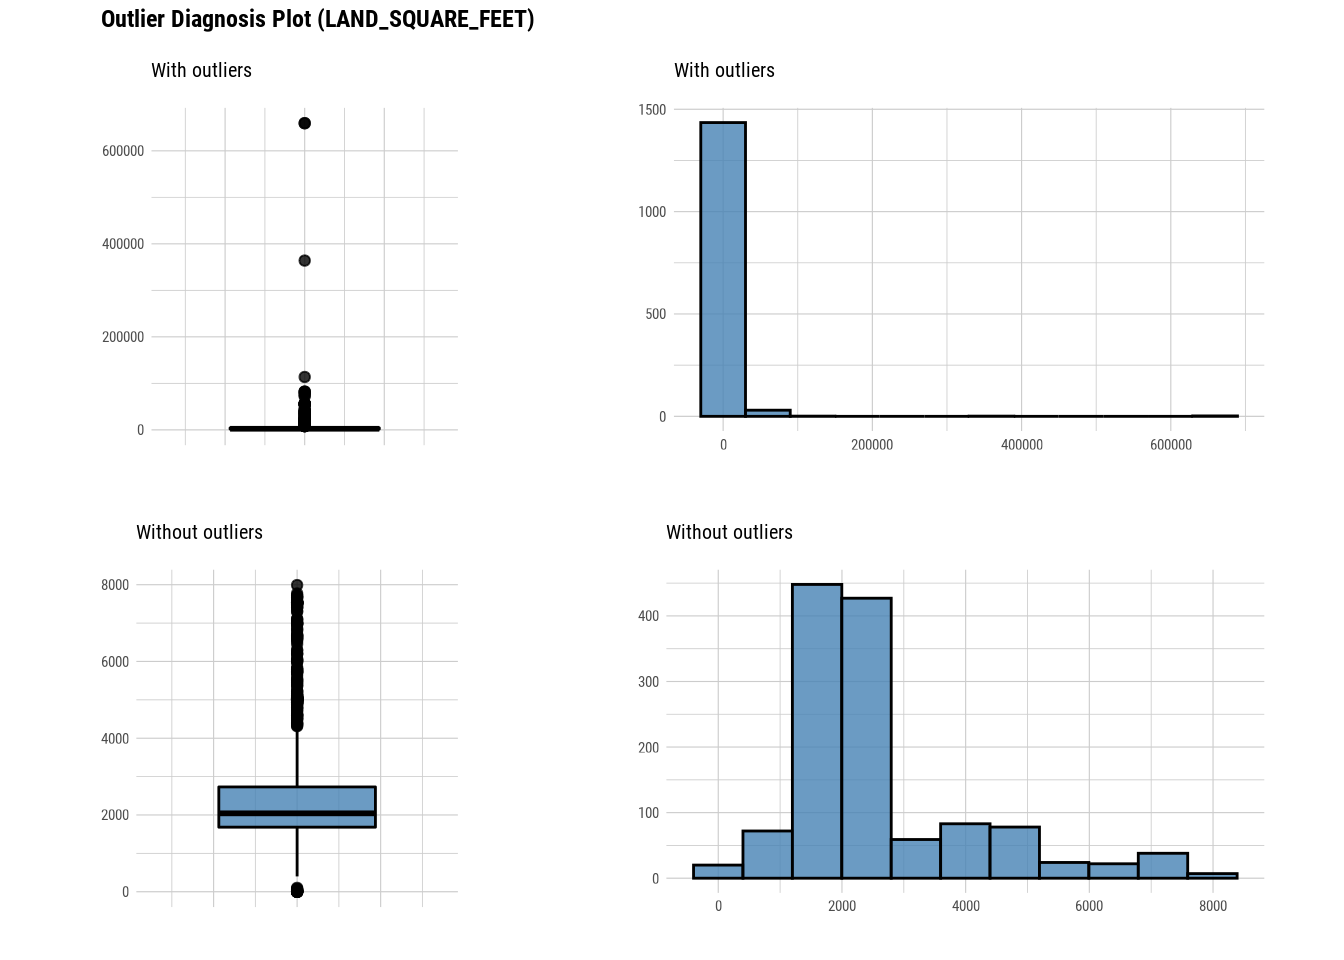 Outlier Diagnosis Plot (LAND_SQUARE_FEET)
With outliers
600000
400000
200000
0
With outliers
1500
1000
500
0
0 200000 400000 600000
Without outliers
8000
6000
4000
2000
0
Without outliers
400
300
200
100
0
0 2000 4000 6000 8000